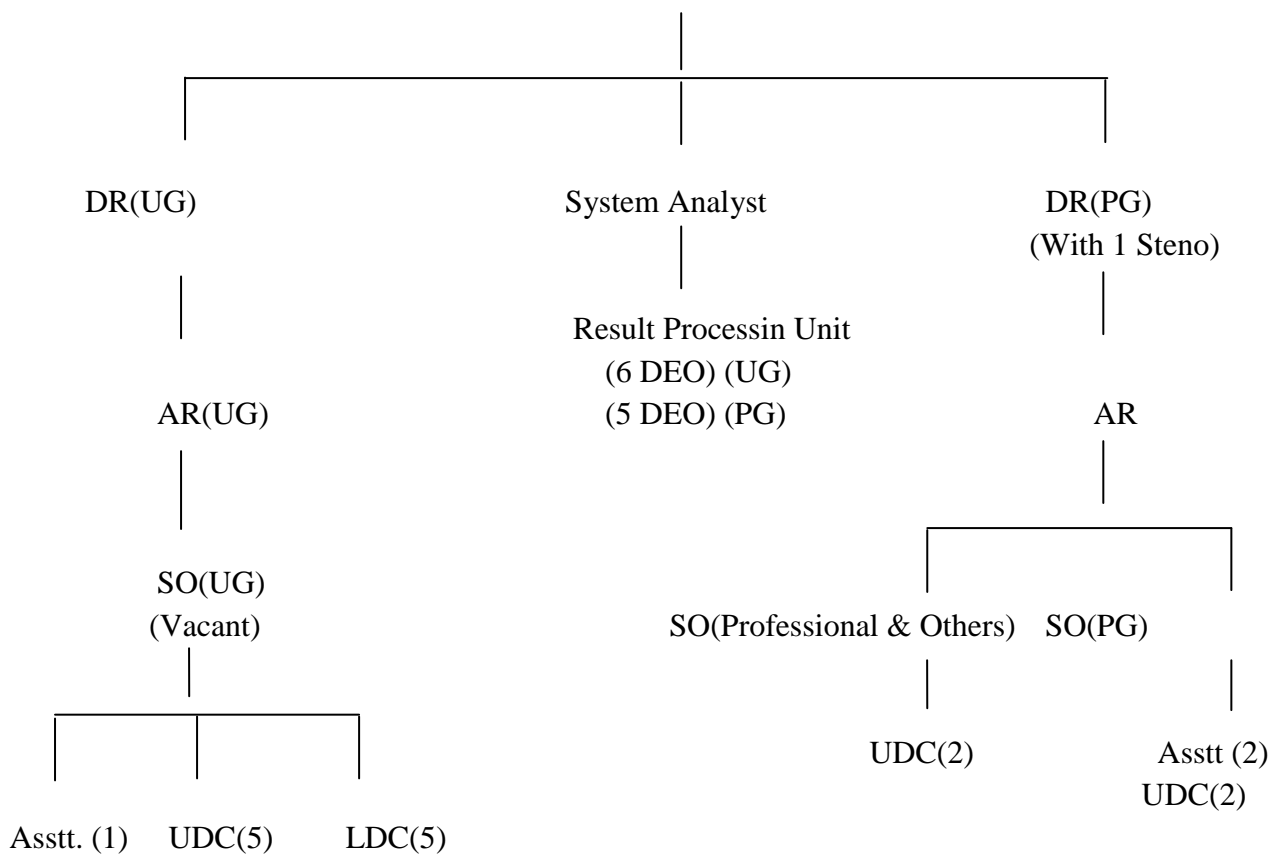 DR(UG) System Analyst DR(PG)
(With 1 Steno)
Result Processin Unit
(6 DEO) (UG)
AR(UG) (5 DEO) (PG) AR
SO(UG)
(Vacant) SO(Professional & Others) SO(PG)
UDC(2) Asstt (2)
UDC(2)
Asstt. (1) UDC(5) LDC(5)